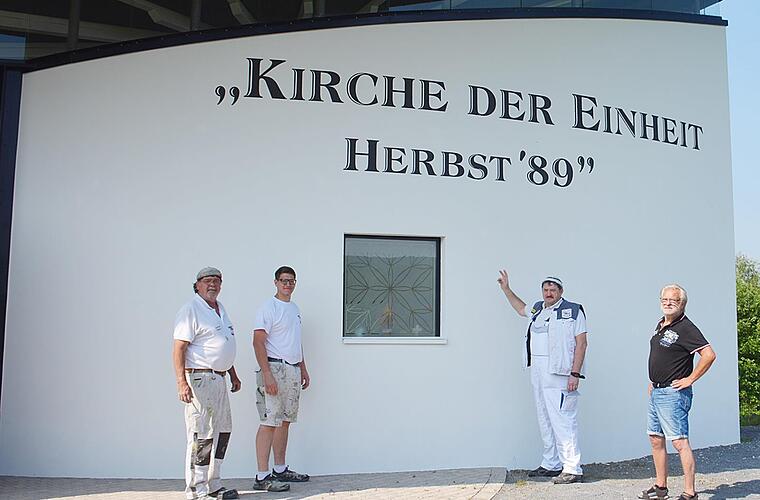 „Kirche der Einheit
Herbst '89”